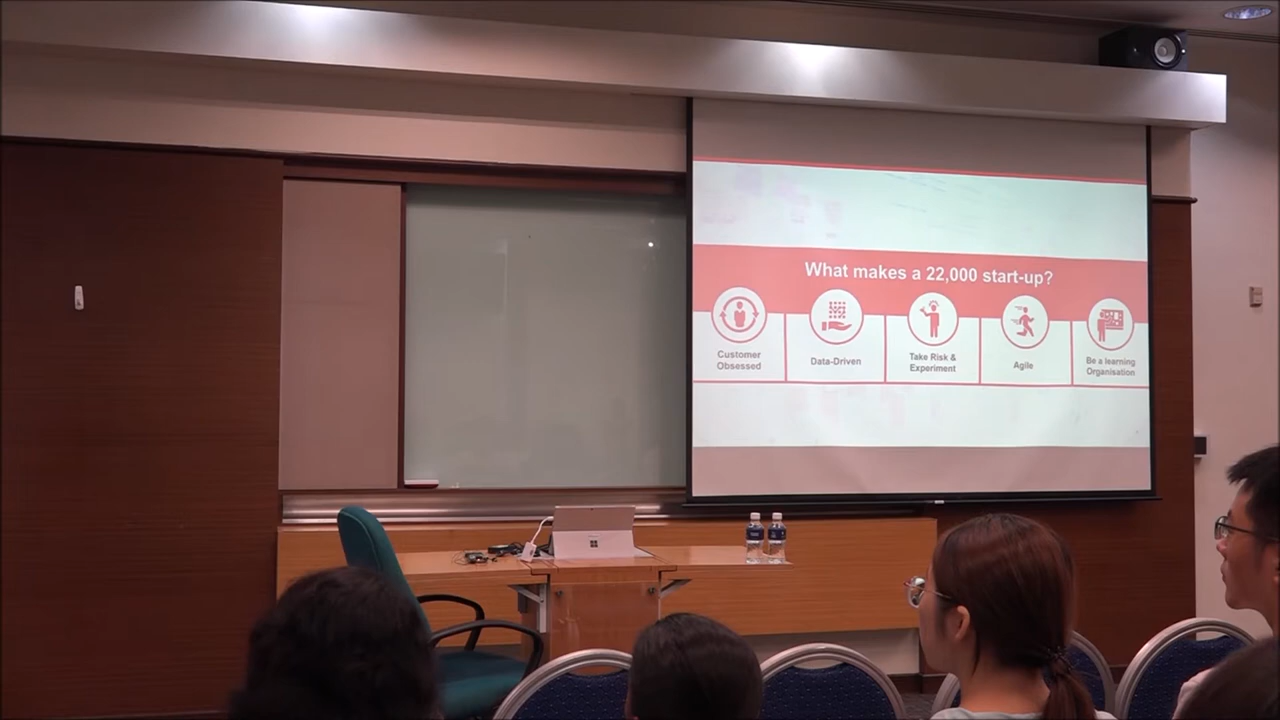 What makes a 22,000 start-up?
Customer
Obsessed
Data-Driven
Take Risk &
Experiment
Agile
Be a learning
Organisation